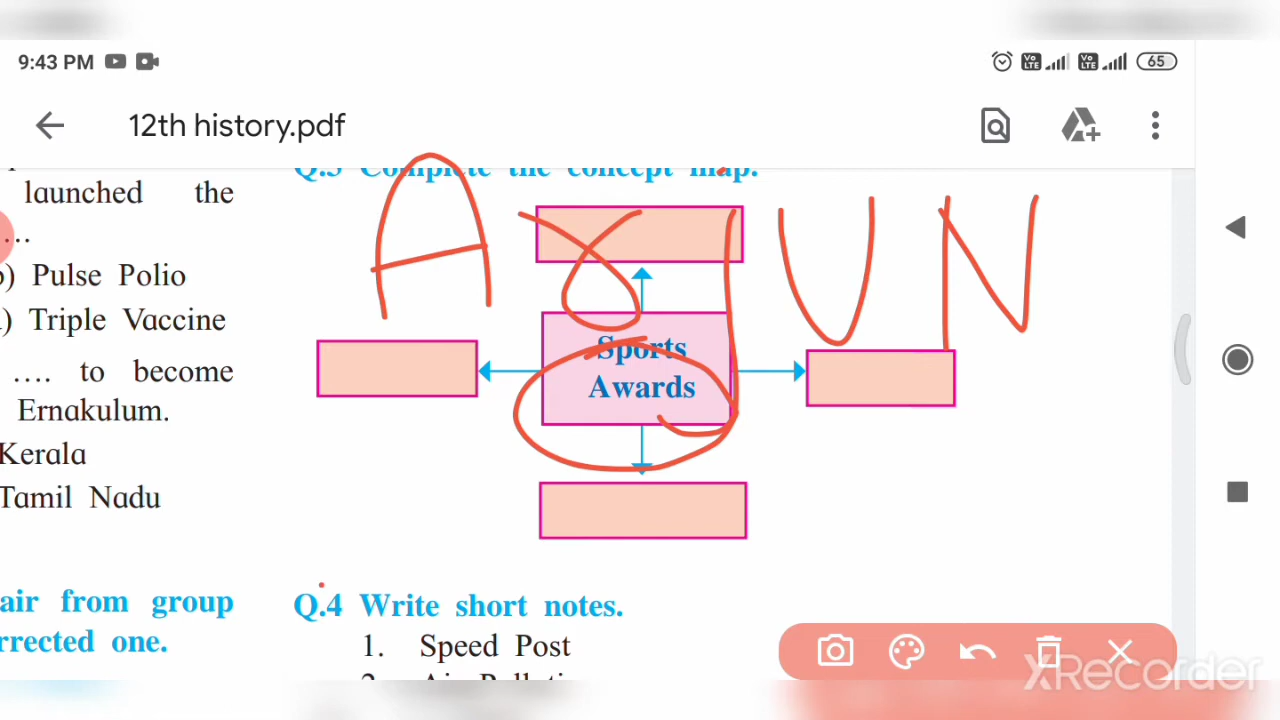 9:43 PM
65
12th history.pdf
launched the
....
Pulse Polio
) Triple Vaccine
.... to become
Ernakulum.
Kerala
Tamil Nadu
air from group
rrected one.
Q.3 Complete the concept map.
Sports
Awards
Q.4 Write short notes.
1. Speed Post
XRecorder